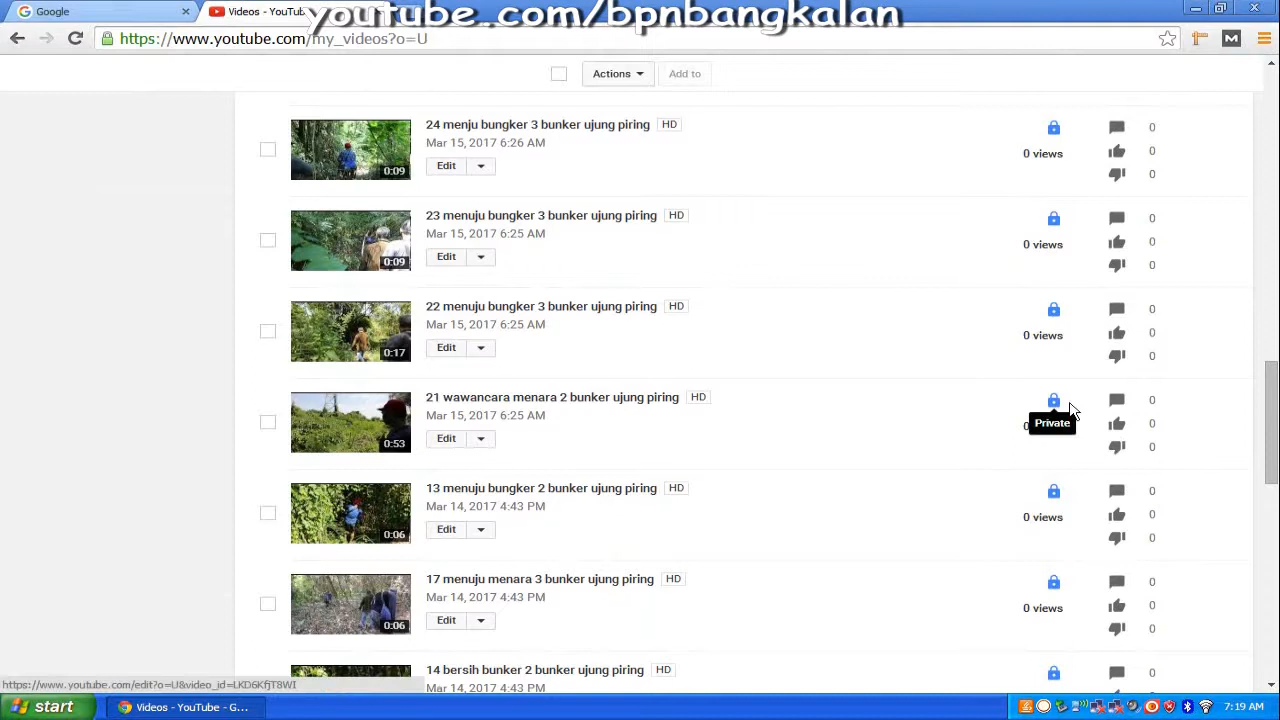 Google
Videos - YouT
youtube.com/bpnbangkalan
https://www.youtube.com/my_videos?o=U
Actions
Add to
24 menju bungker 3 bunker ujung piring HD
Mar 15, 2017 6:26 AM
Edit
0:09
0 views
0
0
0
23 menuju bungker 3 bunker ujung piring HD
Mar 15, 2017 6:25 AM
Edit
0:09
0 views
0
0
0
22 menuju bungker 3 bunker ujung piring HD
Mar 15, 2017 6:25 AM
Edit
0:17
0 views
0
0
0
21 wawancara menara 2 bunker ujung piring HD
Mar 15, 2017 6:25 AM
Edit
0:53
0
Private
0
0
0
13 menuju bungker 2 bunker ujung piring HD
Mar 14, 2017 4:43 PM
Edit
0:06
0 views
0
0
0
17 menuju menara 3 bunker ujung piring HD
Mar 14, 2017 4:43 PM
Edit
0:06
0 views
0
0
0
14 bersih bunker 2 bunker ujung piring HD
Mar 14, 2017 4:43 PM
0
https://www.youtube.com/edit?o=U&video_id=LKD6KfjT8WI
start
Videos - YouTube - G...
7:19 AM